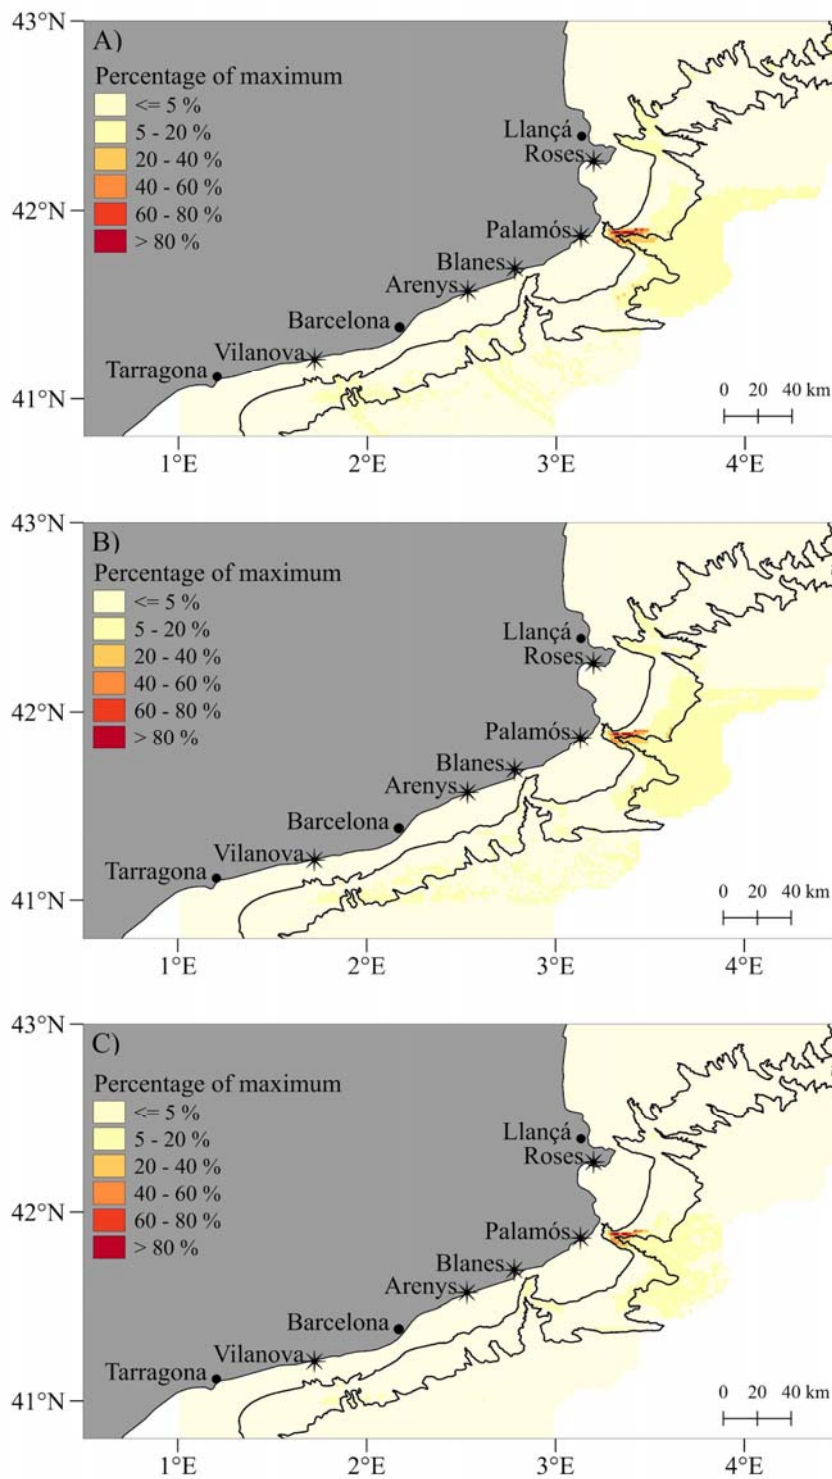 43°N
A)
Percentage of maximum
<= 5 %
5 - 20 %
20 - 40 %
40 - 60 %
60 - 80 %
> 80 %
Llançá
Roses
42°N
Palamós
Blanes
Arenys
Barcelona
Vilanova
Tarragona
41°N
0 20 40 km
1°E 2°E 3°E 4°E
43°N
B)
Percentage of maximum
<= 5 %
5 - 20 %
20 - 40 %
40 - 60 %
60 - 80 %
> 80 %
Llançá
Roses
42°N
Palamós
Blanes
Arenys
Barcelona
Vilanova
Tarragona
41°N
0 20 40 km
1°E 2°E 3°E 4°E
43°N
C)
Percentage of maximum
<= 5 %
5 - 20 %
20 - 40 %
40 - 60 %
60 - 80 %
> 80 %
Llançá
Roses
42°N
Palamós
Blanes
Arenys
Barcelona
Vilanova
Tarragona
41°N
0 20 40 km
1°E 2°E 3°E 4°E